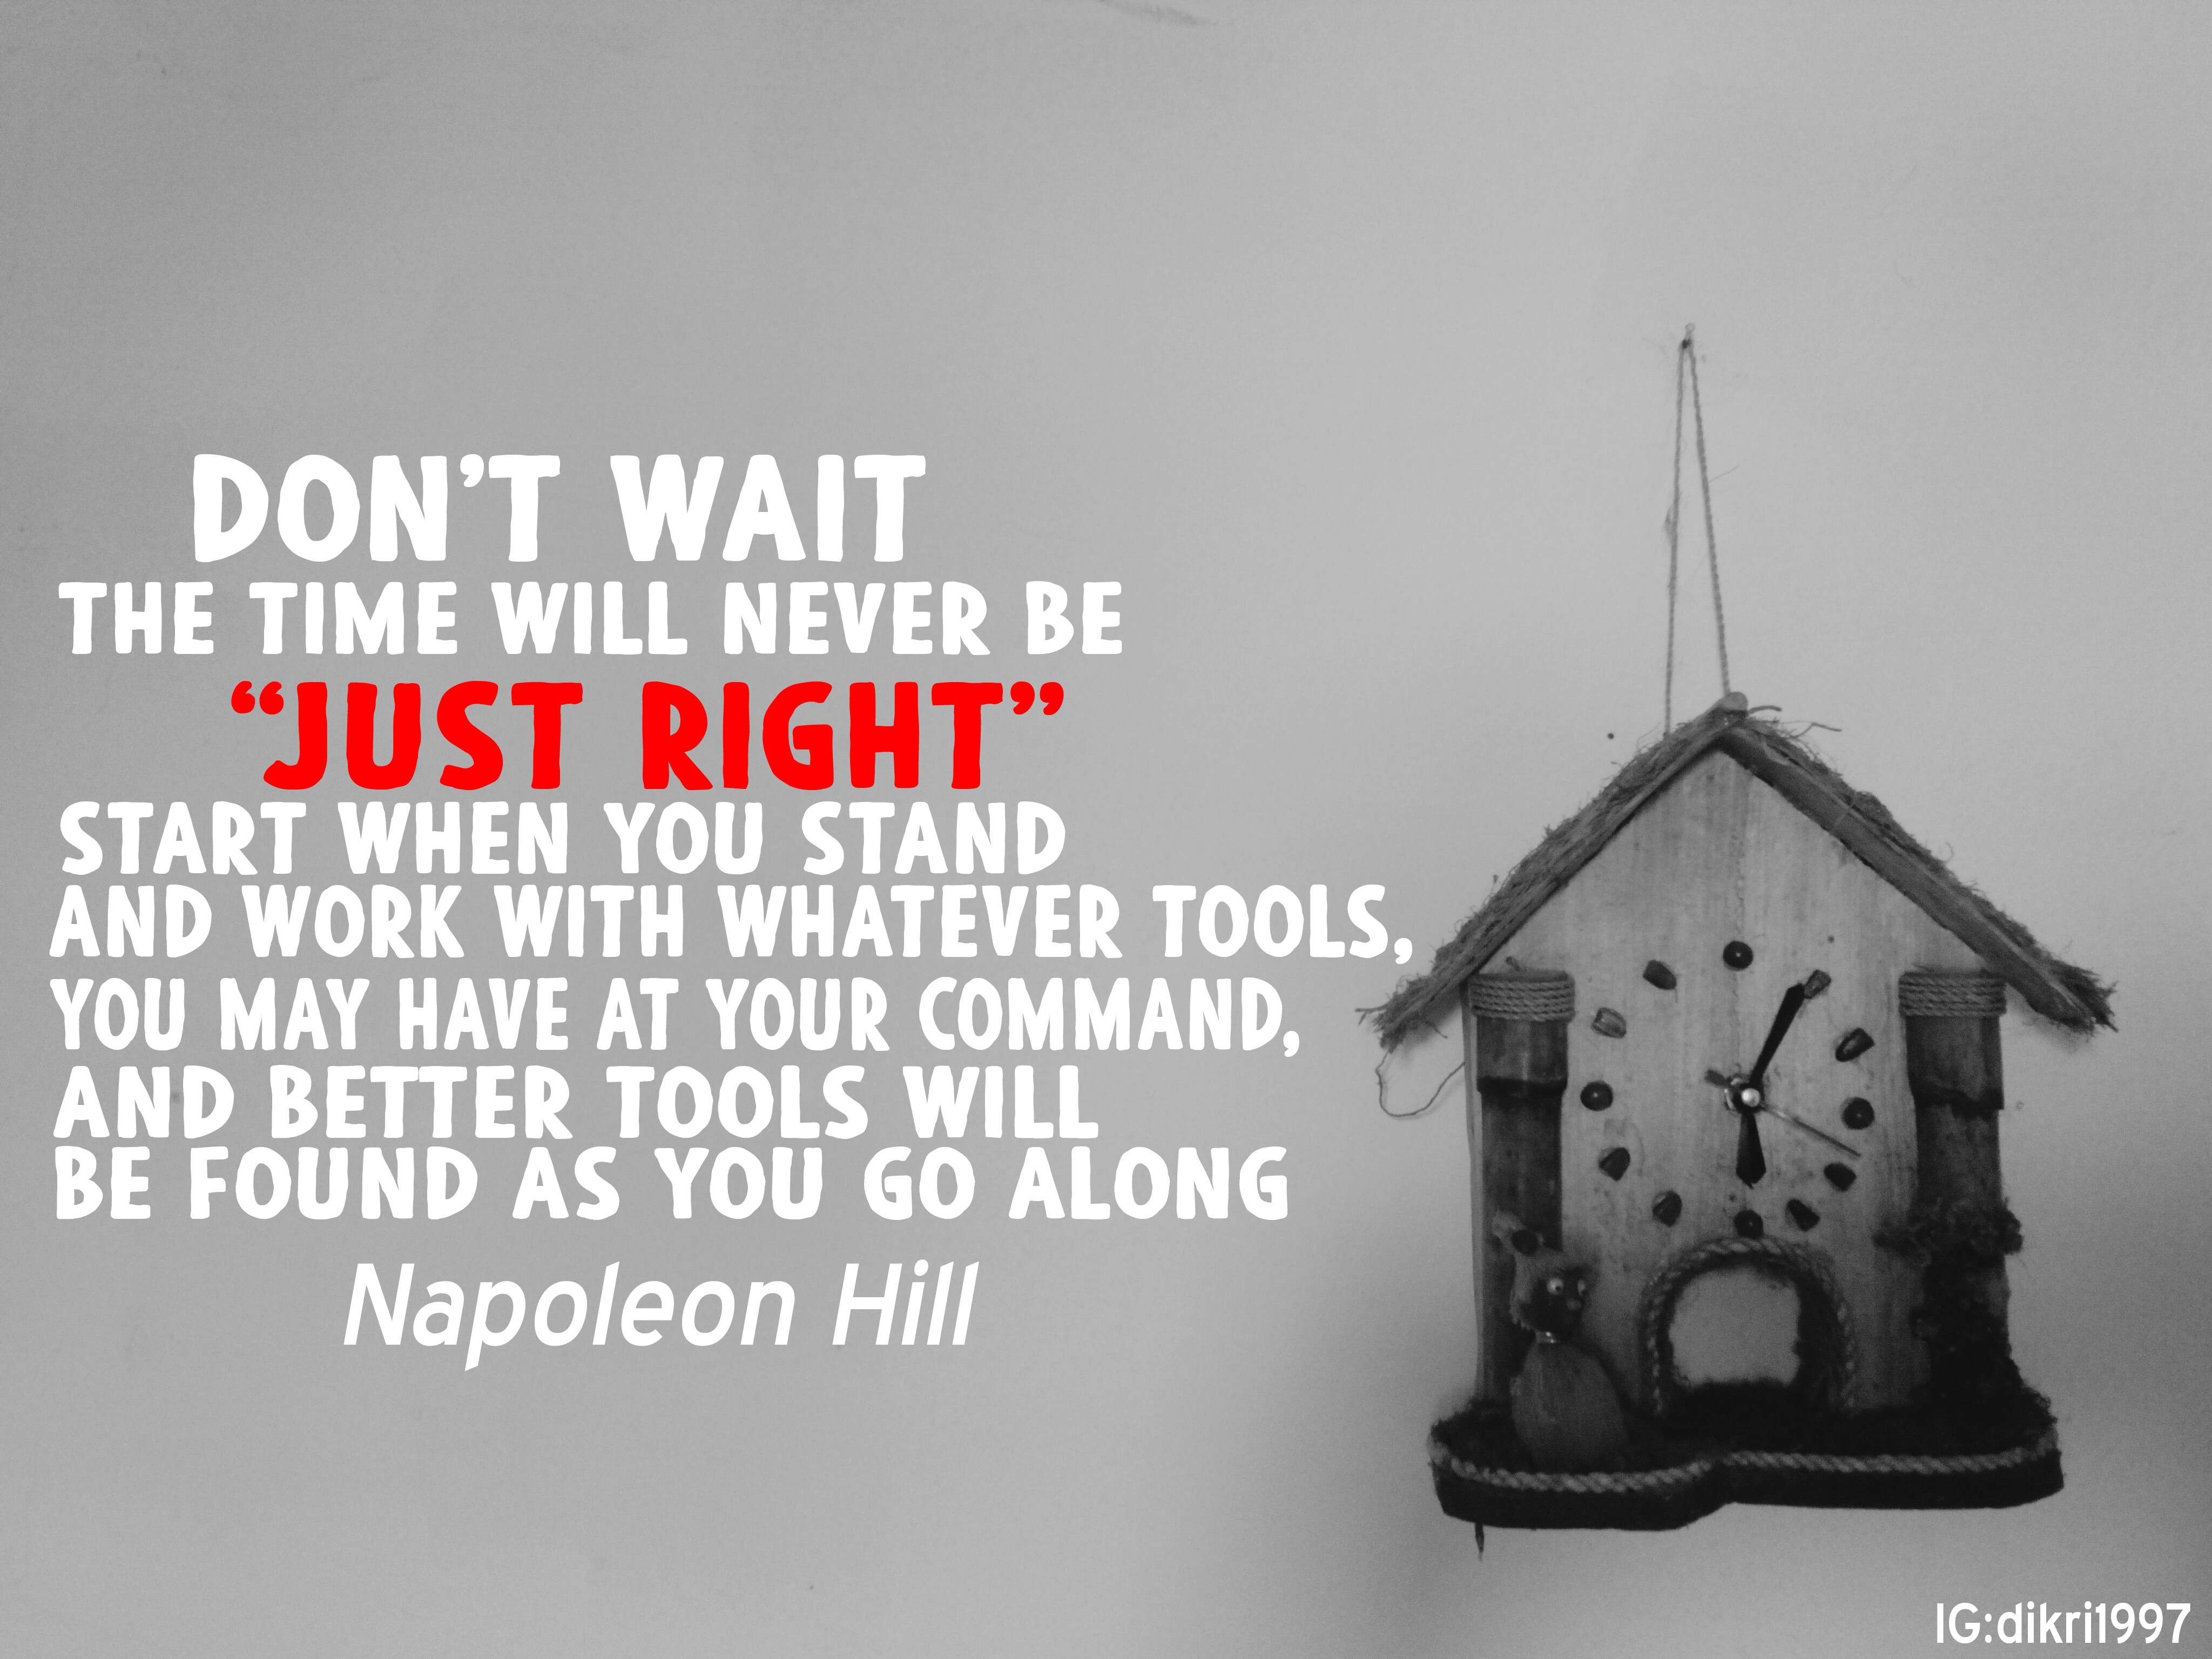 DON'T WAIT
THE TIME WILL NEVER BE
“JUST RIGHT”
START WHEN YOU STAND
AND WORK WITH WHATEVER TOOLS,
YOU MAY HAVE AT YOUR COMMAND,
AND BETTER TOOLS WILL
BE FOUND AS YOU GO ALONG
Napoleon Hill
IG:dikri1997